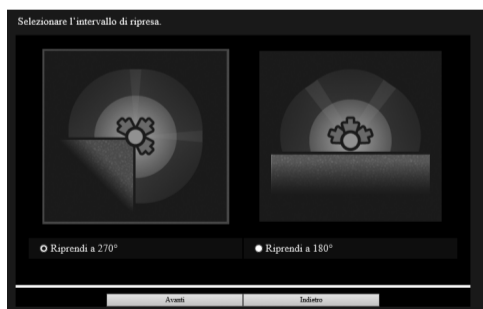 Selezionare l'intervallo di ripresa.
Riprendi a 270°
Riprendi a 180°
Avanti
Indietro